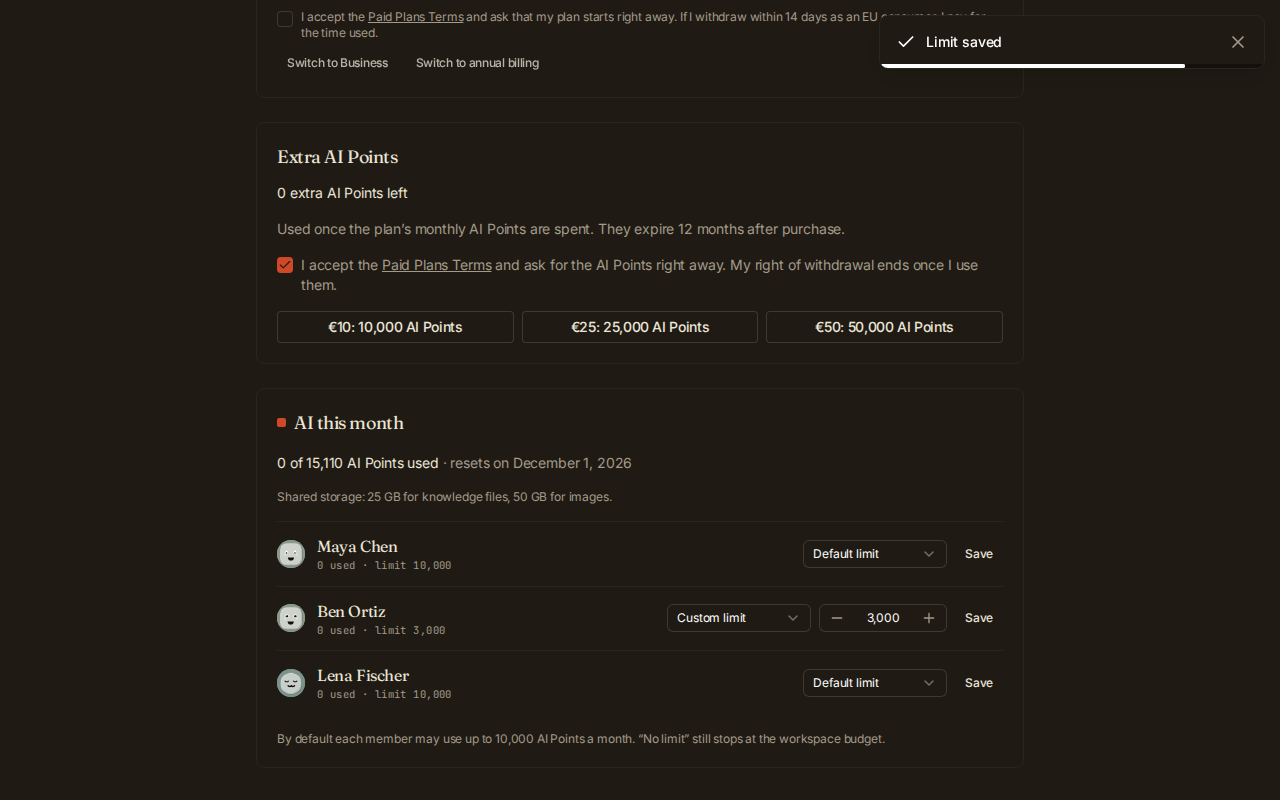 I accept the Paid Plans Terms and ask that my plan starts right away. If I withdraw within 14 days as an EU
the time used.
Limit saved
Switch to Business
Switch to annual billing
Extra AI Points
0 extra AI Points left
Used once the plan’s monthly AI Points are spent. They expire 12 months after purchase.
I accept the Paid Plans Terms and ask for the AI Points right away. My right of withdrawal ends once I use
them.
€10: 10,000 AI Points
€25: 25,000 AI Points
€50: 50,000 AI Points
AI this month
0 of 15,110 AI Points used · resets on December 1, 2026
Shared storage: 25 GB for knowledge files, 50 GB for images.
Maya Chen
0 used · limit 10,000
Default limit
Save
Ben Ortiz
0 used · limit 3,000
Custom limit
3,000
Save
Lena Fischer
0 used · limit 10,000
Default limit
Save
By default each member may use up to 10,000 AI Points a month. “No limit” still stops at the workspace budget.